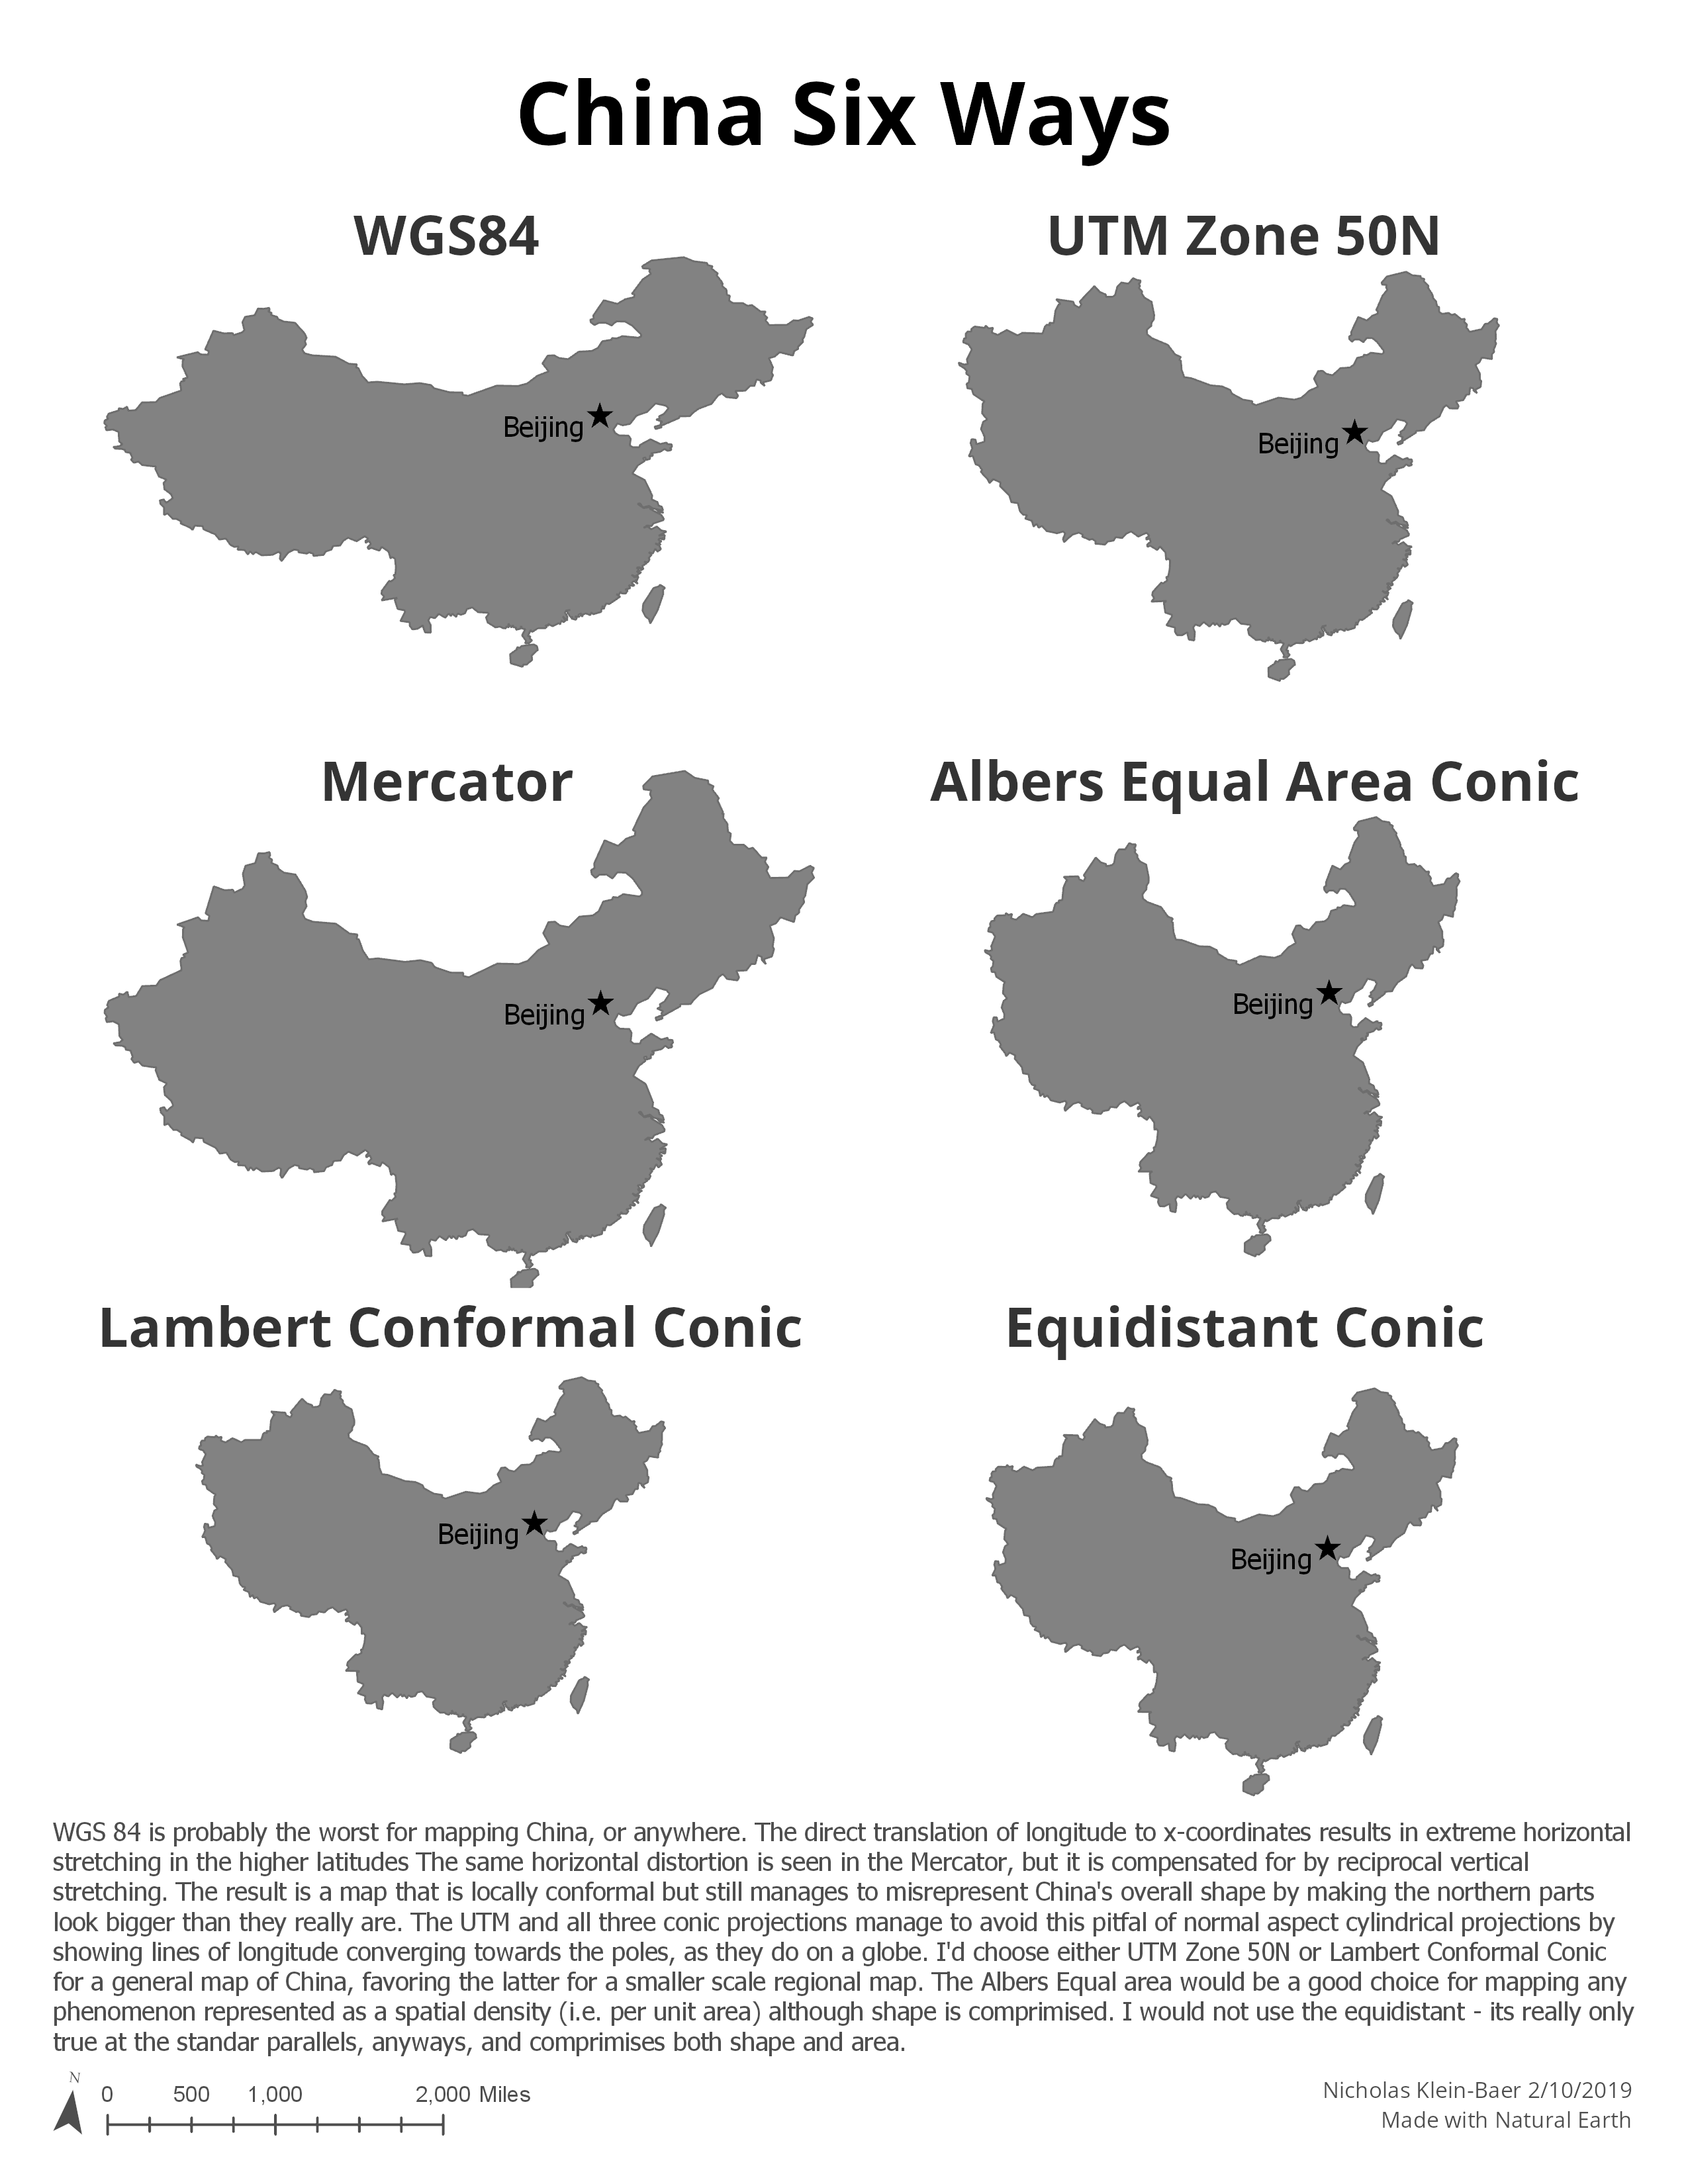 China Six Ways
WGS84
UTM Zone 50N
Beijing
Beijing
Mercator
Albers Equal Area Conic
Beijing
Beijing
Lambert Conformal Conic
Equidistant Conic
Beijing
Beijing
WGS 84 is probably the worst for mapping China, or anywhere. The direct translation of longitude to x-coordinates results in extreme horizontal
stretching in the higher latitudes The same horizontal distortion is seen in the Mercator, but it is compensated for by reciprocal vertical
stretching. The result is a map that is locally conformal but still manages to misrepresent China's overall shape by making the northern parts
look bigger than they really are. The UTM and all three conic projections manage to avoid this pitfal of normal aspect cylindrical projections by
showing lines of longitude converging towards the poles, as they do on a globe. I'd choose either UTM Zone 50N or Lambert Conformal Conic
for a general map of China, favoring the latter for a smaller scale regional map. The Albers Equal area would be a good choice for mapping any
phenomenon represented as a spatial density (i.e. per unit area) although shape is comprimised. I would not use the equidistant - its really only
true at the standar parallels, anyways, and comprimises both shape and area.
N
0 500 1,000 2,000 Miles
Nicholas Klein-Baer 2/10/2019
Made with Natural Earth